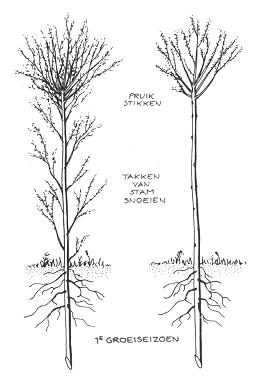 PRUIK
STIKKEN
TAKKEN
VAN
STAM
SNOEIEN
1E GROEISEIZOEN